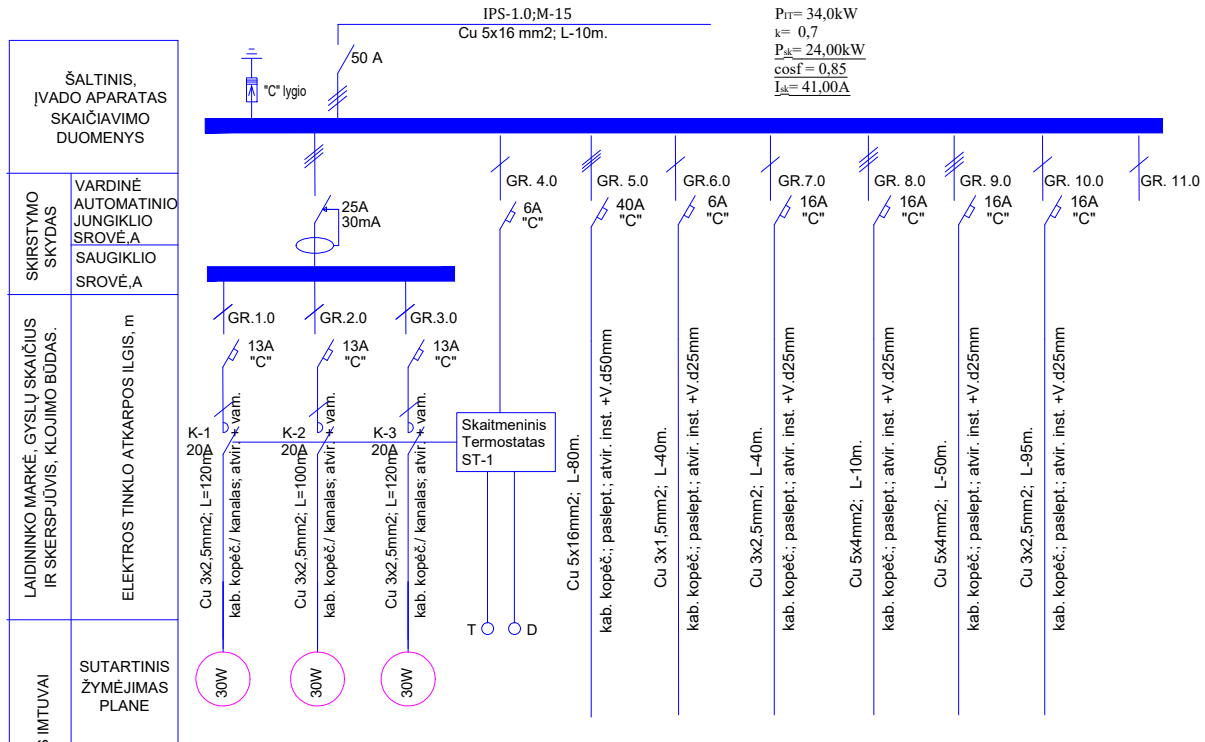 IPS-1.0;M-15
Cu 5x16 mm2; L-10m.
50 A
"C" lygio
PIT= 34,0kW
k= 0,7
Psk= 24,00kW
cosf = 0,85
Isk= 41,00A
ŠALTINIS,
ĮVADO APARATAS
SKAIČIAVIMO
DUOMENYS
SKIRSTYMO
SKYDAS
VARDINĖ
AUTOMATINIO
JUNGIKLIO
SROVĖ,A
SAUGIKLIO
SROVĖ,A
25A
30mA
GR. 4.0
6A
"C"
GR. 5.0
40A
"C"
GR.6.0
6A
"C"
GR.7.0
16A
"C"
GR. 8.0
16A
"C"
GR. 9.0
16A
"C"
GR. 10.0
16A
"C"
GR. 11.0
LAIDININKO MARKĖ, GYSLŲ SKAIČIUS
IR SKERSPJŪVIS, KLOJIMO BŪDAS.
ELEKTROS TINKLO ATKARPOS ILGIS, m
GR.1.0
13A
"C"
GR.2.0
13A
"C"
GR.3.0
13A
"C"
K-1
20A
K-2
20A
K-3
20A
Cu 3x2,5mm2; L=120m
kab. kopėč./ kanalas; atvir. + vam.
Cu 3x2,5mm2; L=100m
kab. kopėč./ kanalas; atvir. + vam.
Cu 3x2,5mm2; L=120m
kab. kopėč./ kanalas; atvir. + vam.
Skaitmeninis
Termostatas
ST-1
T
D
Cu 5x16mm2; L-80m.
kab. kopėč.; paslept.; atvir. inst. +V.d50mm
Cu 3x1,5mm2; L-40m.
kab. kopėč.; paslept.; atvir. inst. +V.d25mm
Cu 3x2,5mm2; L-40m.
kab. kopėč.; paslept.; atvir. inst. +V.d25mm
Cu 5x4mm2; L-10m.
kab. kopėč.; paslept.; atvir. inst. +V.d25mm
Cu 5x4mm2; L-50m.
kab. kopėč.; paslept.; atvir. inst. +V.d25mm
Cu 3x2,5mm2; L-95m.
kab. kopėč.; paslept.; atvir. inst. +V.d25mm
IMTUVAI
SUTARTINIS
ŽYMĖJIMAS
PLANE
30W
30W
30W